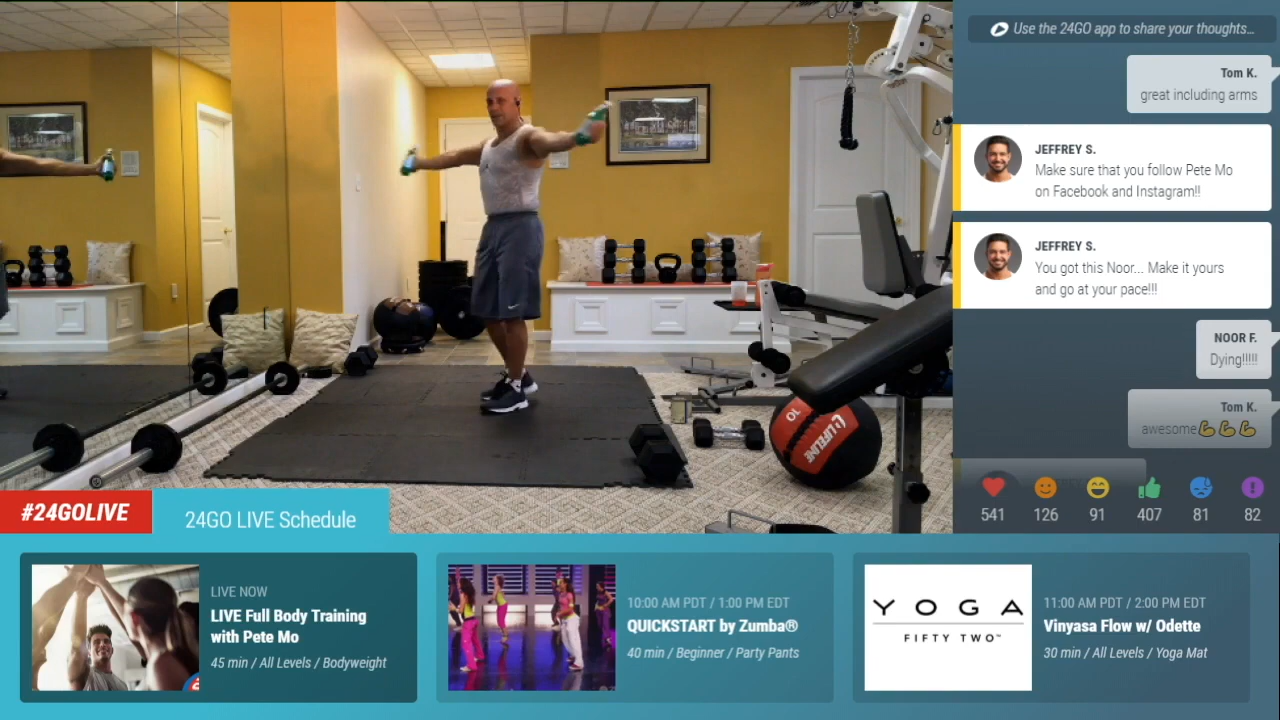 Use the 24GO app to share your thoughts...
Tom K.
great including arms
JEFFREY S.
Make sure that you follow Pete Mo
on Facebook and Instagram!!
JEFFREY S.
You got this Noor... Make it yours
and go at your pace!!!
NOOR F.
Dying!!!!!
Tom K.
awesome💪💪💪
541 126 91 407 81 82
LIFELINE
#24GOLIVE
24GO LIVE Schedule
LIVE NOW
LIVE Full Body Training
with Pete Mo
45 min / All Levels / Bodyweight
10:00 AM PDT / 1:00 PM EDT
QUICKSTART by Zumba®
40 min / Beginner / Party Pants
YOGA
FIFTY TWO™
11:00 AM PDT / 2:00 PM EDT
Vinyasa Flow w/ Odette
30 min / All Levels / Yoga Mat